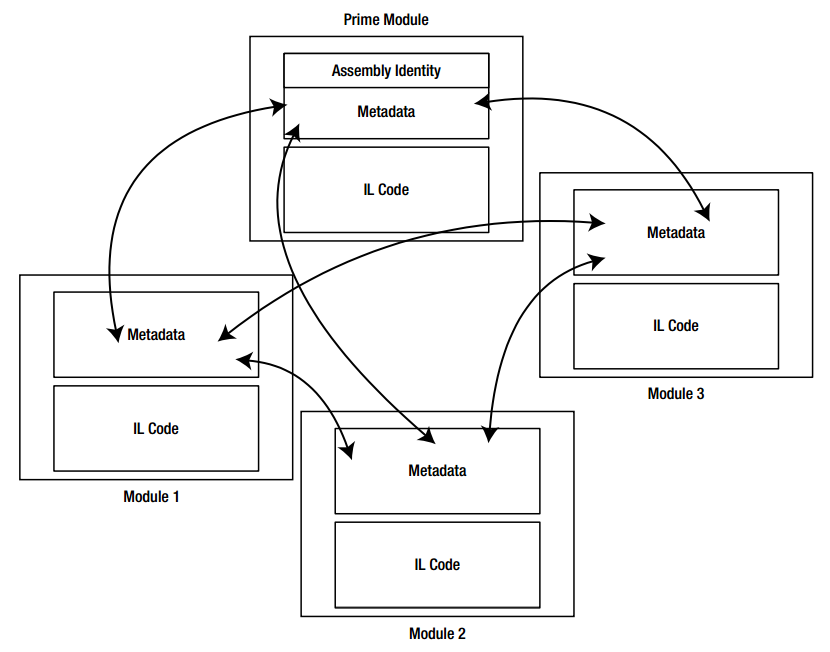 Prime Module
Assembly Identity
Metadata
IL Code
Metadata
IL Code
Module 3
Metadata
IL Code
Module 1
Metadata
IL Code
Module 2